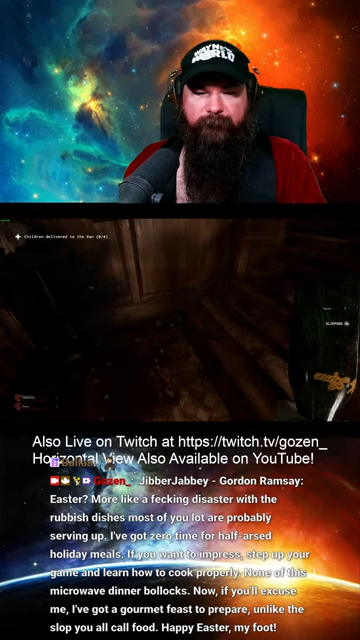 WAYNE'S
WORLD
Children delivered to the Van (0/4)
SLIPPERS
Also Live on Twitch at https://twitch.tv/gozen_
Horizontal View Also Available on YouTube!
Gozen_: JibberJabbey - Gordon Ramsay:
Easter? More like a fecking disaster with the
rubbish dishes most of you lot are probably
serving up. I've got zero time for half-arsed
holiday meals. If you want to impress, step up your
game and learn how to cook properly. None of this
microwave dinner bollocks. Now, if you'll excuse
me, I've got a gourmet feast to prepare, unlike the
slop you all call food. Happy Easter, my foot!